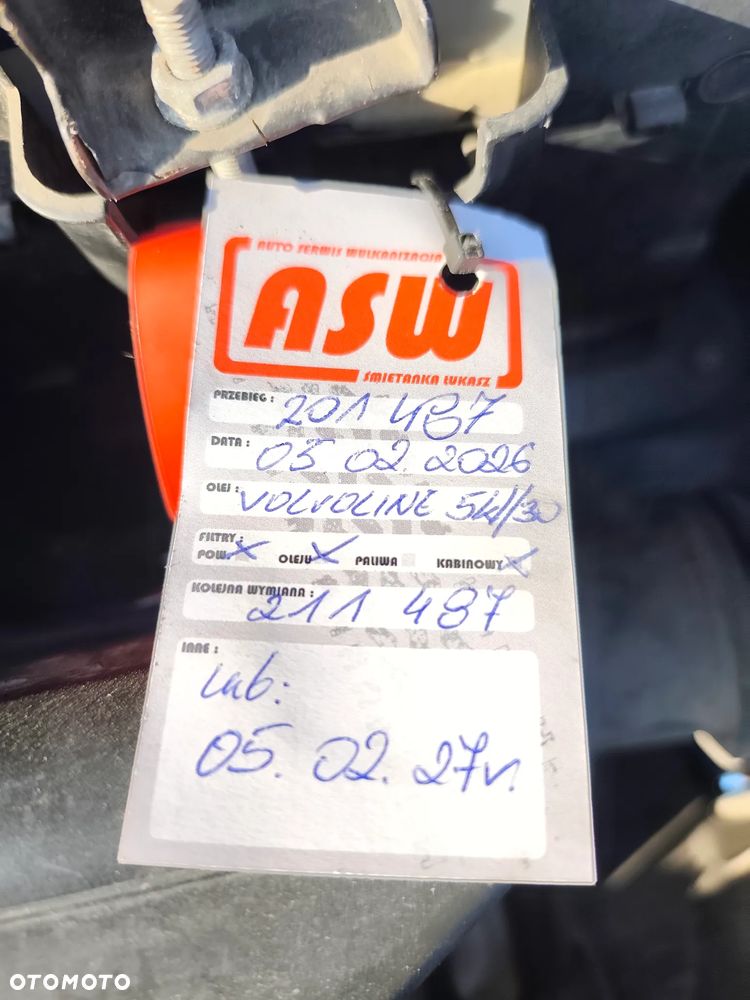 AUTO SERWIS WULKANIZACJA
ASW
ŚMIETANKA ŁUKASZ
PRZEBIEG : 201 487
DATA : 05 02. 2026
OLEJ : VOLVOLINE 5W/30
FILTRY :
POW. X OLEJU X PALIWA KABINOWY X
KOLEJNA WYMIANA : 211 487
INNE :
lub:
05. 02. 27r.
OTOMOTO